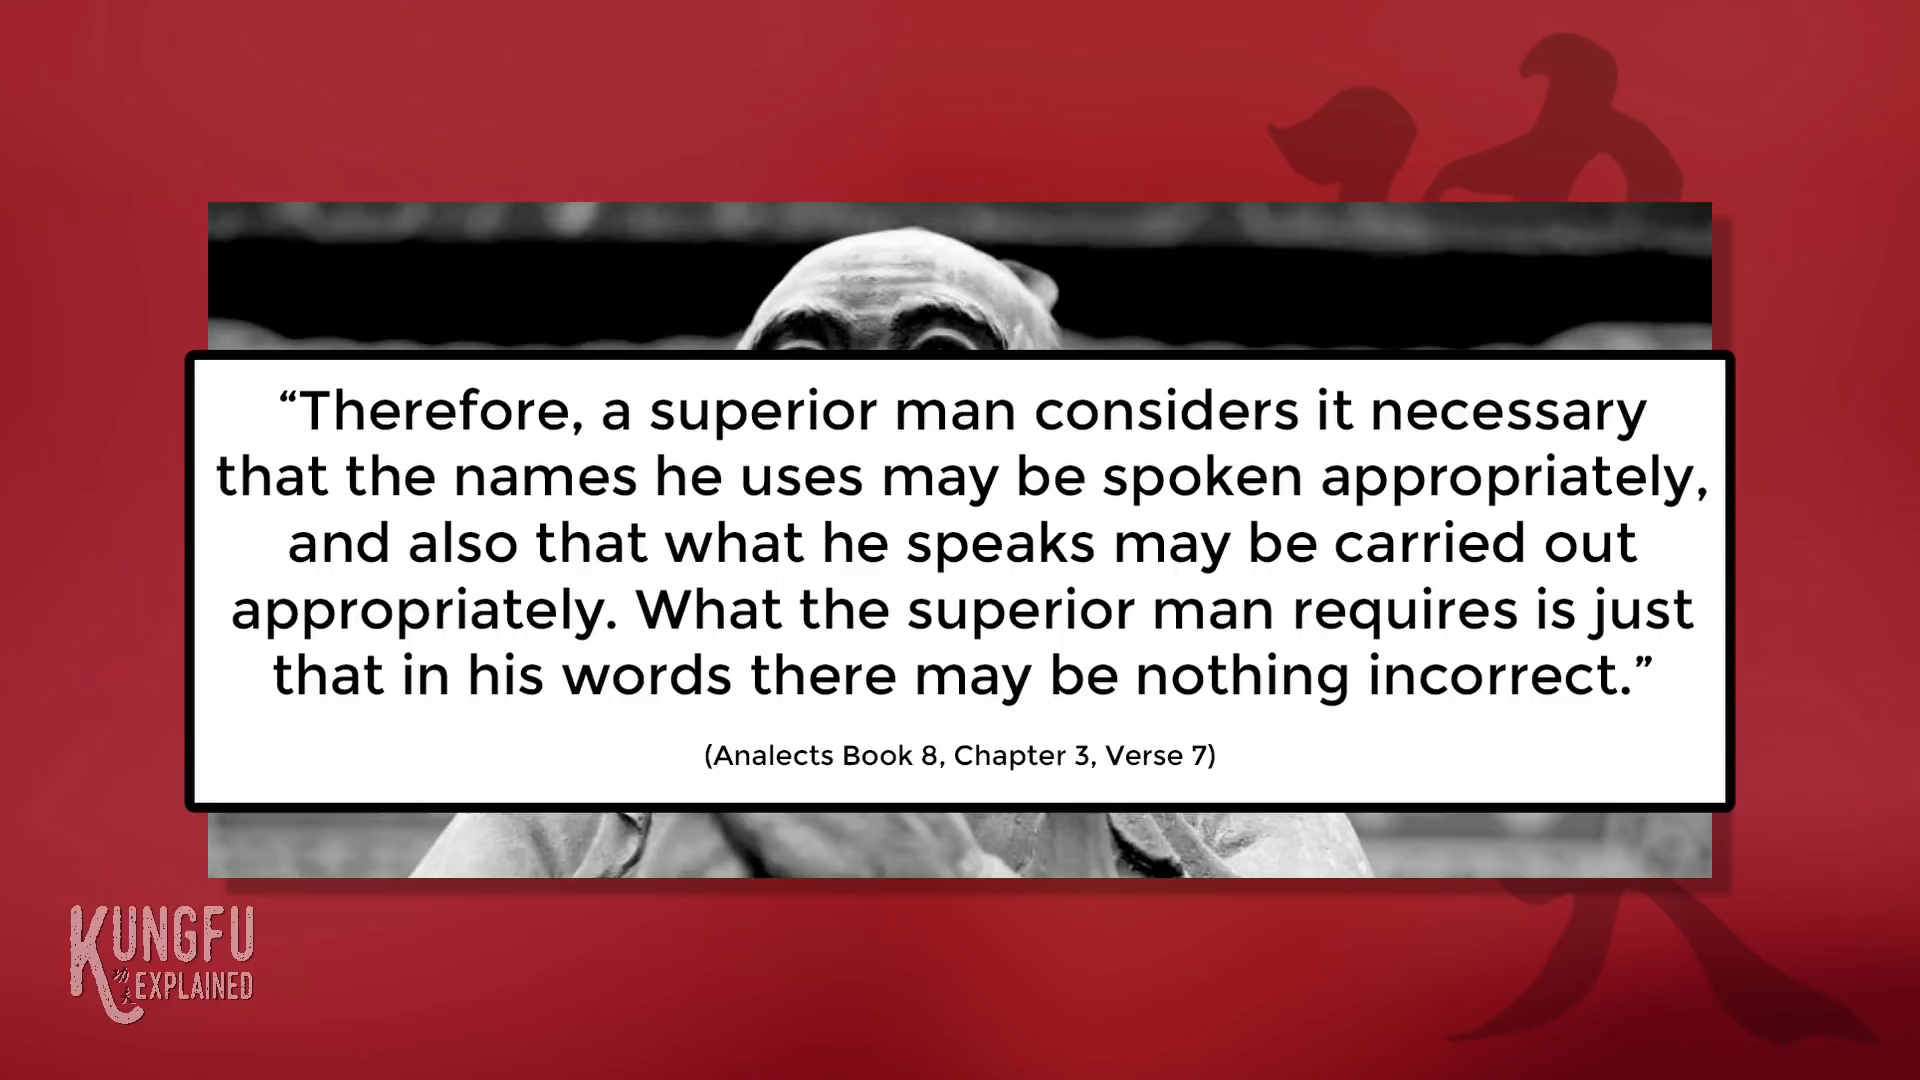 “Therefore, a superior man considers it necessary
that the names he uses may be spoken appropriately,
and also that what he speaks may be carried out
appropriately. What the superior man requires is just
that in his words there may be nothing incorrect.”
(Analects Book 8, Chapter 3, Verse 7)
KUNGFU
功夫
EXPLAINED